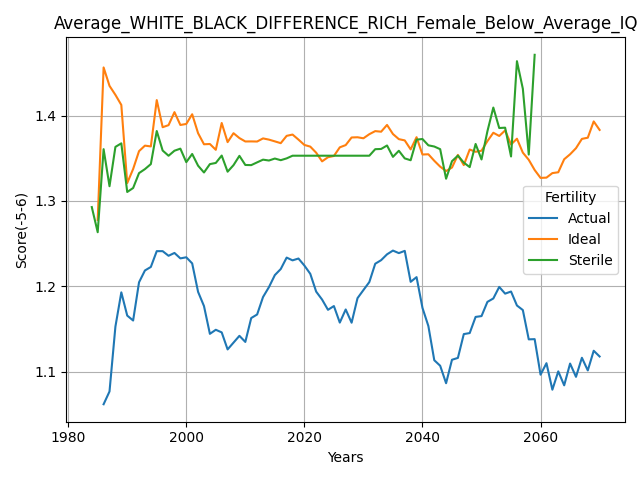 Average_WHITE_BLACK_DIFFERENCE_RICH_Female_Below_Average_IQ
1.4
1.3
1.2
1.1
Score(-5-6)
Fertility
Actual
Ideal
Sterile
1980
2000
2020
2040
2060
Years